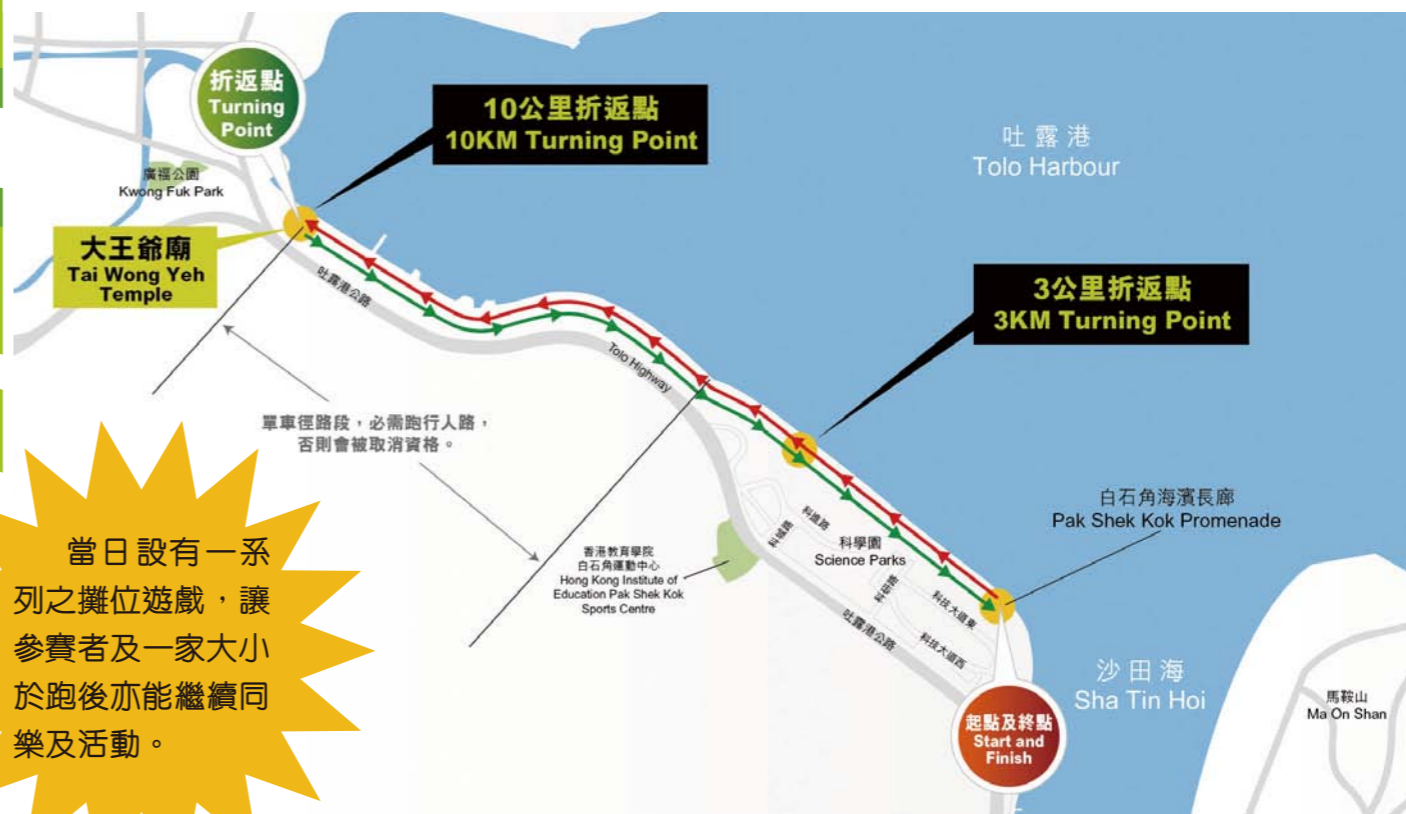 折返點
Turning
Point
10公里折返點
10KM Turning Point
吐露港
Tolo Harbour
廣福公園
Kwong Fuk Park
大王爺廟
Tai Wong Yeh
Temple
吐露港公路
3公里折返點
3KM Turning Point
Tolo Highway
單車徑路段，必需跑行人路，
否則會被取消資格。
白石角海濱長廊
Pak Shek Kok Promenade
科進路
科城路
科學園
Science Parks
香港教育學院
白石角運動中心
Hong Kong Institute of
Education Pak Shek Kok
Sports Centre
科技大道東
科技大道西
吐露港公路
當日設有一系
列之攤位遊戲，讓
參賽者及一家大小
於跑後亦能繼續同
樂及活動。
沙田海
Sha Tin Hoi
馬鞍山
Ma On Shan
起點及終點
Start and
Finish